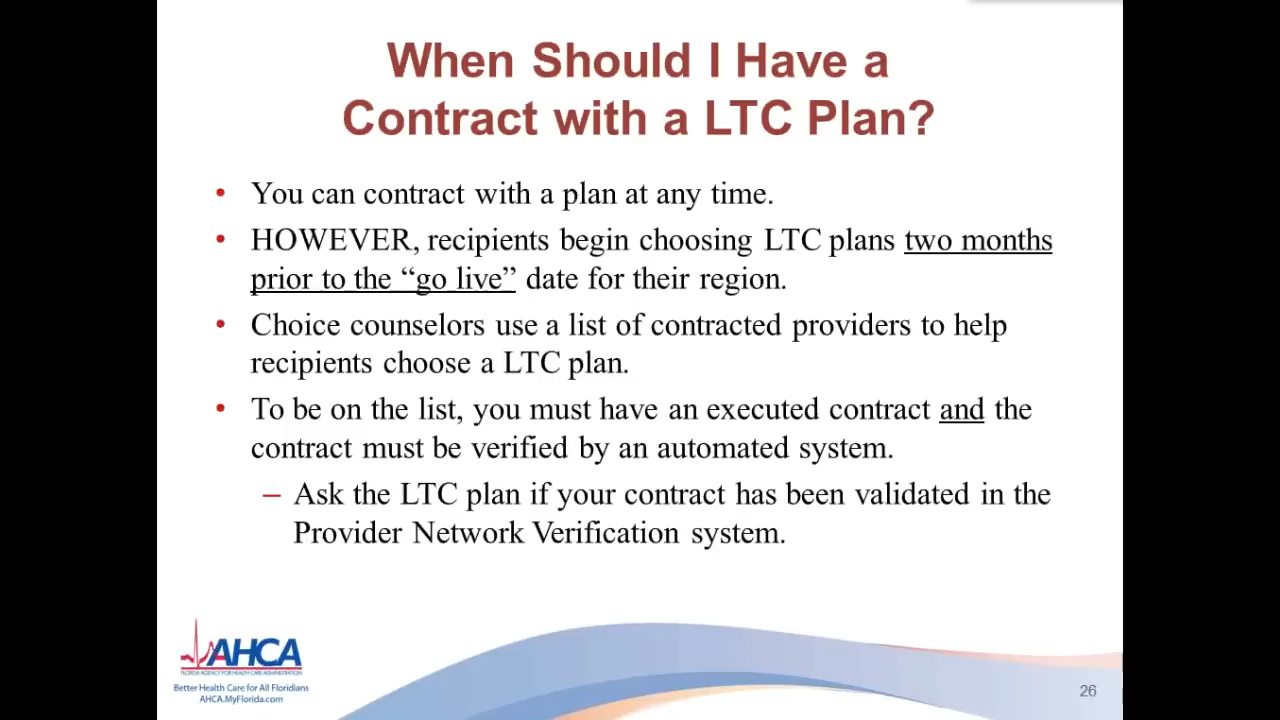 When Should I Have a
Contract with a LTC Plan?
• You can contract with a plan at any time.
• HOWEVER, recipients begin choosing LTC plans two months
prior to the “go live” date for their region.
• Choice counselors use a list of contracted providers to help
recipients choose a LTC plan.
• To be on the list, you must have an executed contract and the
contract must be verified by an automated system.
– Ask the LTC plan if your contract has been validated in the
Provider Network Verification system.
AHCA
FLORIDA AGENCY FOR HEALTH CARE ADMINISTRATION
Better Health Care for All Floridians
AHCA.MyFlorida.com
26